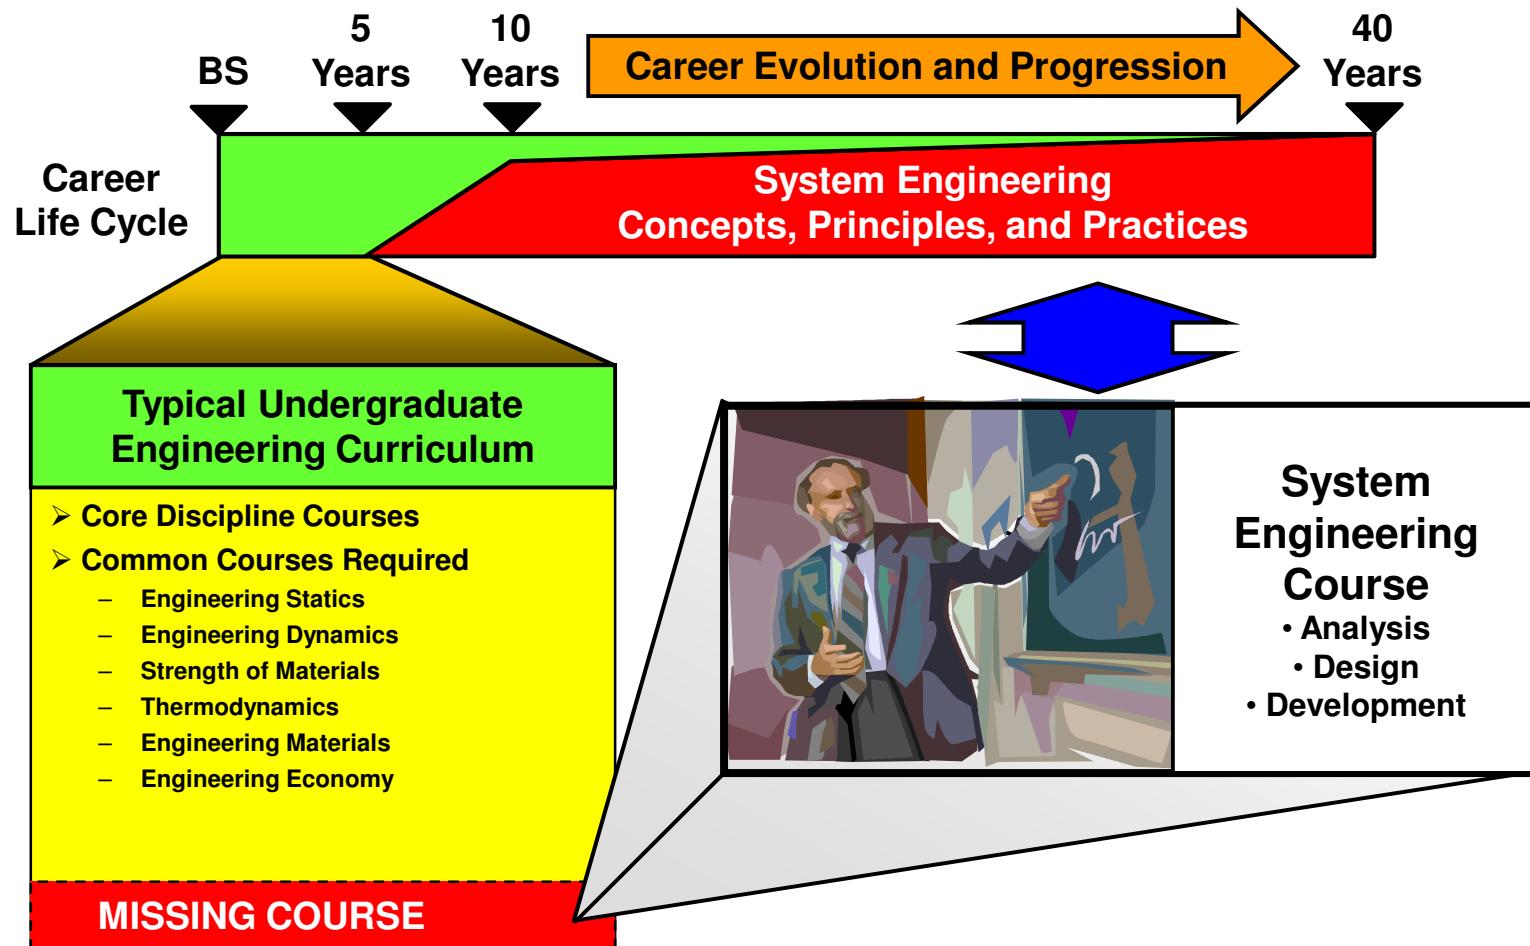 BS
5
Years
10
Years
Career Evolution and Progression
40
Years
Career
Life Cycle
System Engineering
Concepts, Principles, and Practices
Typical Undergraduate
Engineering Curriculum
➢ Core Discipline Courses
➢ Common Courses Required
– Engineering Statics
– Engineering Dynamics
– Strength of Materials
– Thermodynamics
– Engineering Materials
– Engineering Economy
MISSING COURSE
System
Engineering
Course
• Analysis
• Design
• Development